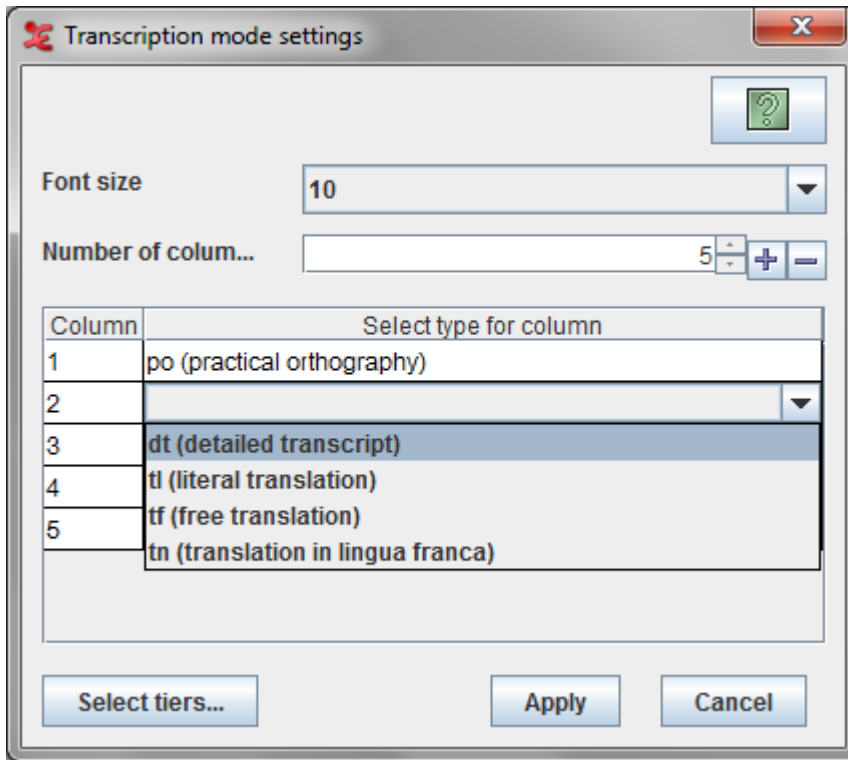 Transcription mode settings
Font size
10
Number of colum...
5
Column Select type for column
1 po (practical orthography)
2
3 dt (detailed transcript)
4 tl (literal translation)
tf (free translation)
5 tn (translation in lingua franca)
Select tiers... Apply Cancel